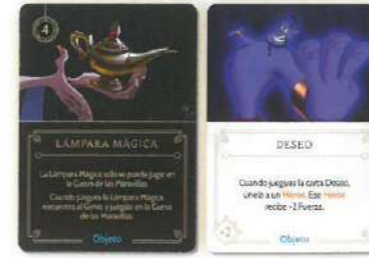 4
LÁMPARA MÁGICA
La Lámpara Mágica sólo se puede jugar en
la Cueva de las Maravillas.
Cuando juegues la Lámpara Mágica
encuentra al Genio y juégalo en la Cueva
de las Maravillas.
Objeto
DESEO
Cuando juegues la carta Deseo,
únela a un Héroe. Ese Héroe
recibe -2 Fuerza.
Objeto